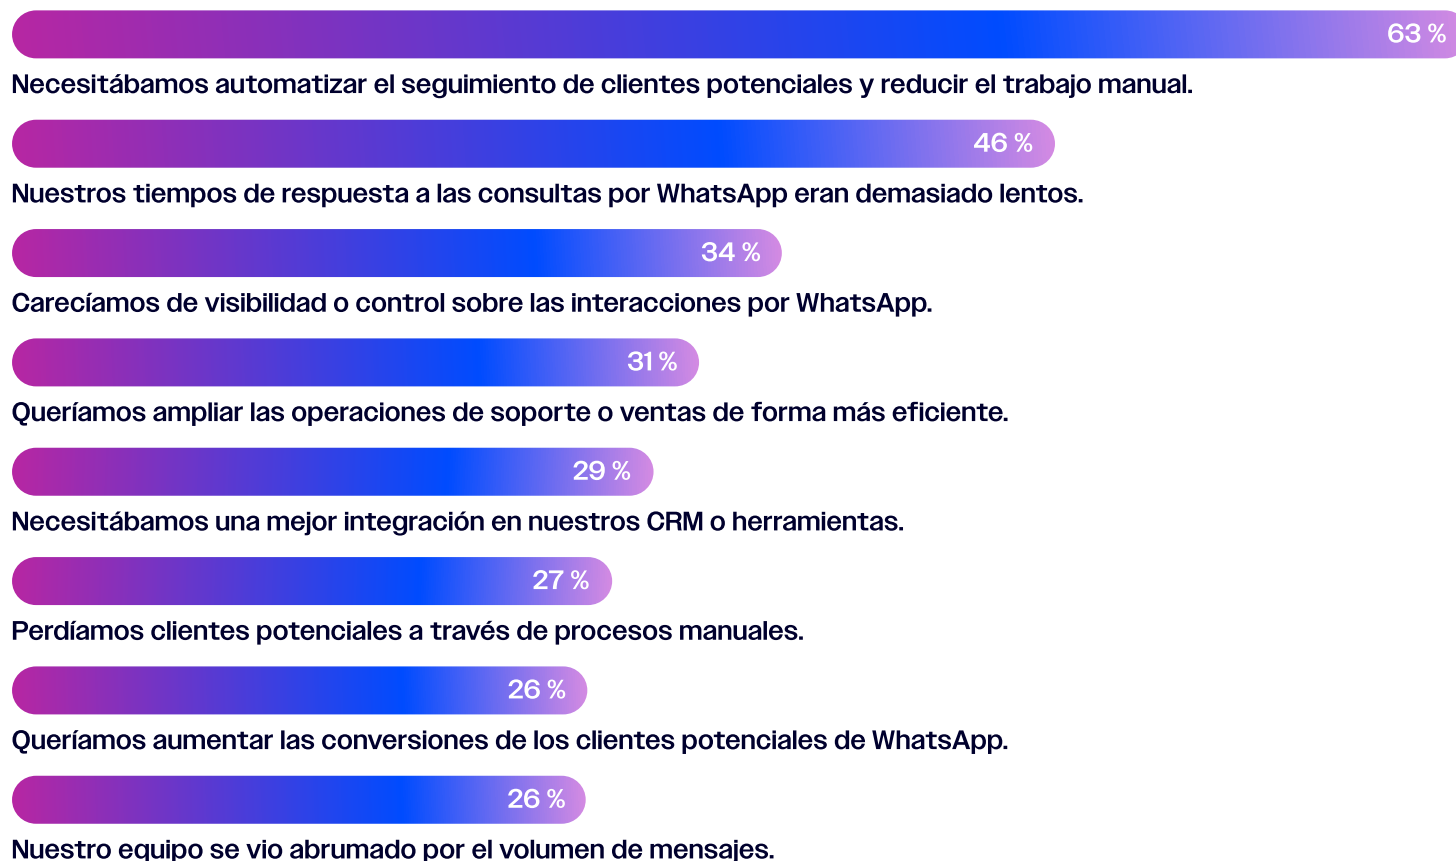 63 %
Necesitábamos automatizar el seguimiento de clientes potenciales y reducir el trabajo manual.
46 %
Nuestros tiempos de respuesta a las consultas por WhatsApp eran demasiado lentos.
34 %
Carecíamos de visibilidad o control sobre las interacciones por WhatsApp.
31 %
Queríamos ampliar las operaciones de soporte o ventas de forma más eficiente.
29 %
Necesitábamos una mejor integración en nuestros CRM o herramientas.
27 %
Perdíamos clientes potenciales a través de procesos manuales.
26 %
Queríamos aumentar las conversiones de los clientes potenciales de WhatsApp.
26 %
Nuestro equipo se vio abrumado por el volumen de mensajes.